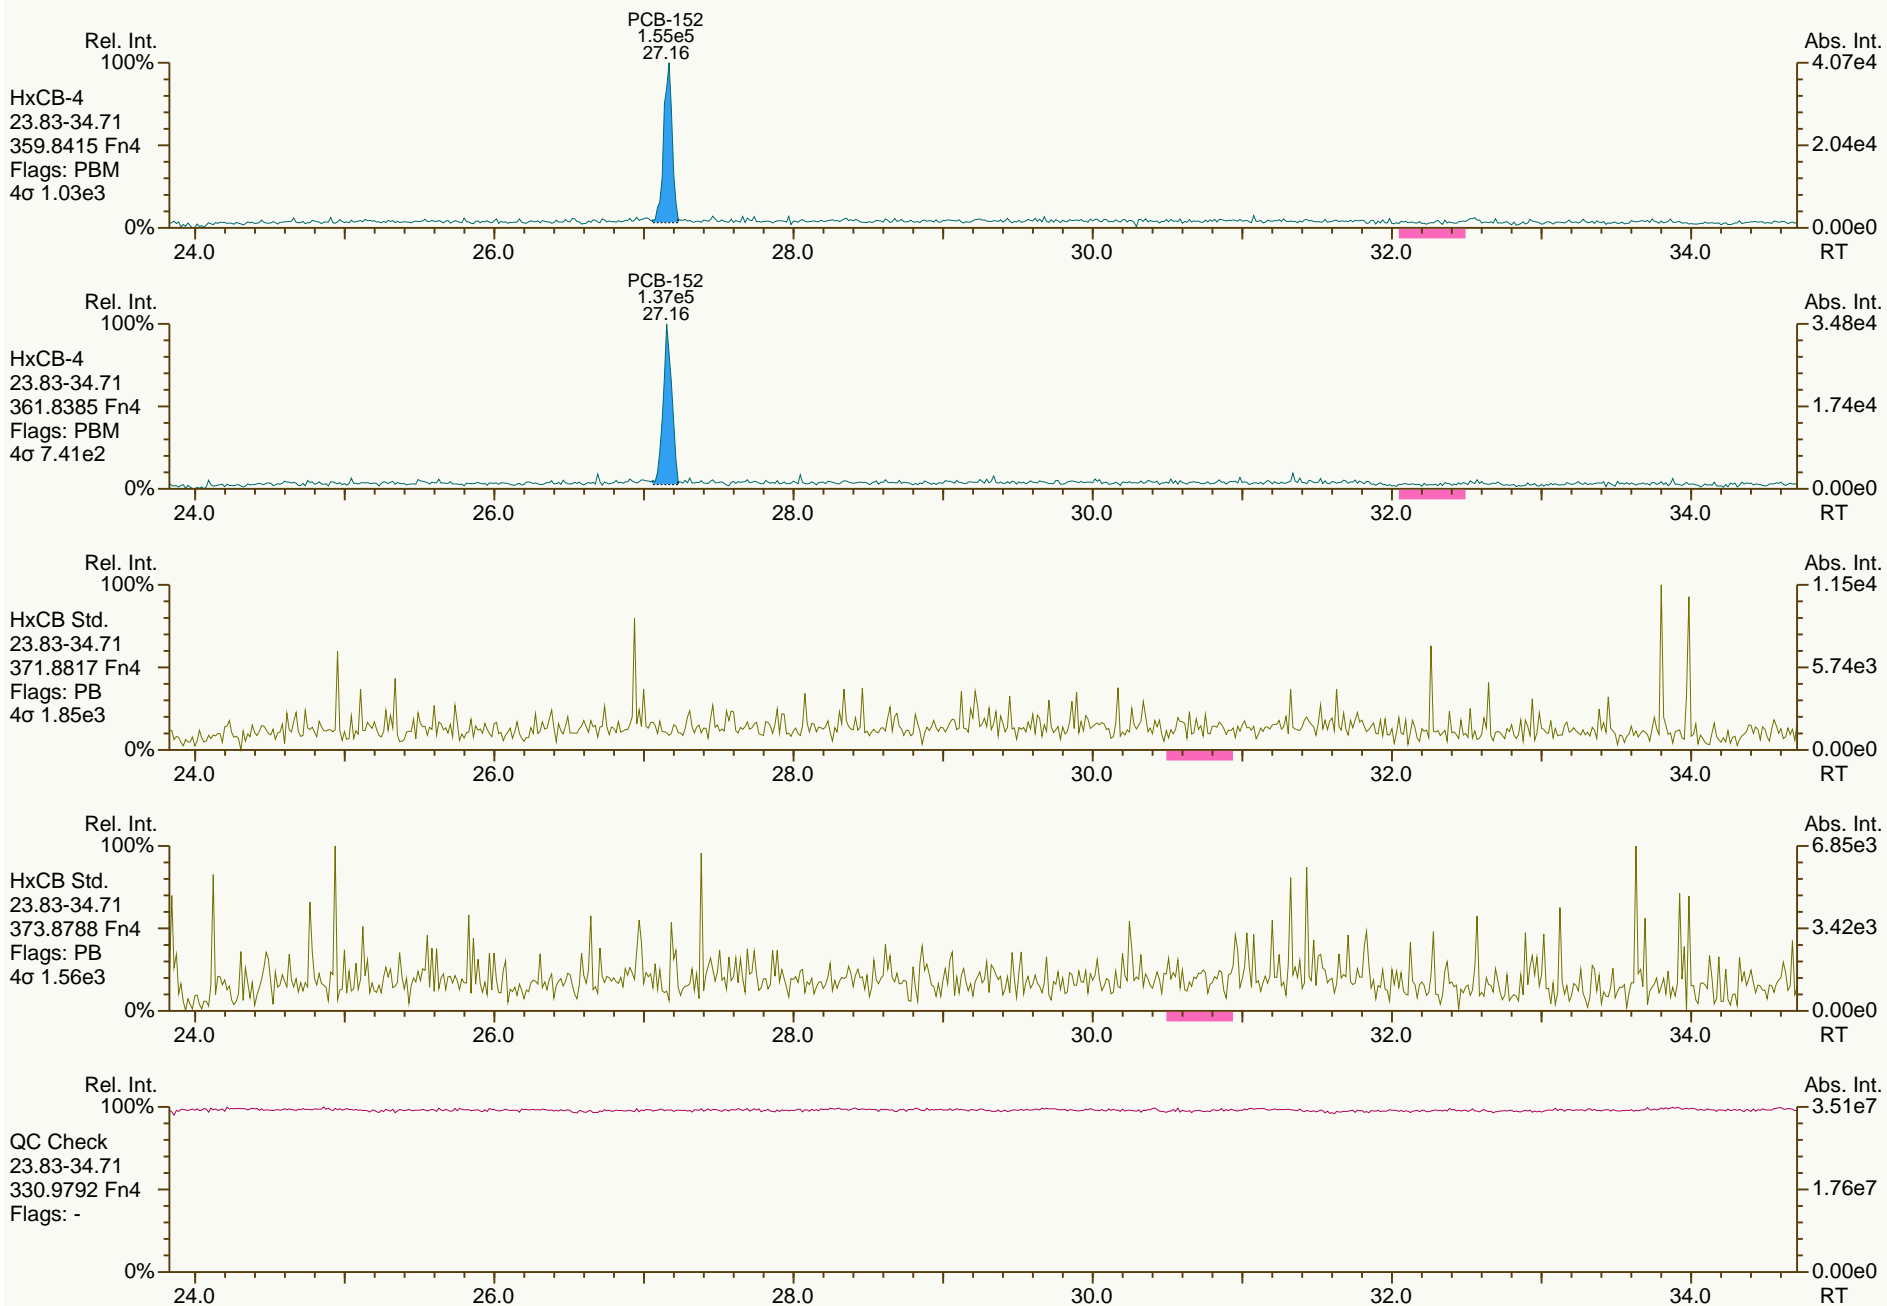 PCB-152
1.55e5
27.16
Rel. Int.
Abs. Int.
100%
4.07e4
HxCB-4
23.83-34.71
359.8415 Fn4
2.04e4
Flags: PBM
4σ 1.03e3
0%
0.00e0
24.0 26.0 28.0 30.0 32.0 34.0 RT
PCB-152
1.37e5
27.16
Rel. Int.
Abs. Int.
100%
3.48e4
HxCB-4
23.83-34.71
361.8385 Fn4
1.74e4
Flags: PBM
4σ 7.41e2
0%
0.00e0
24.0 26.0 28.0 30.0 32.0 34.0 RT
Rel. Int.
Abs. Int.
100%
1.15e4
HxCB Std.
23.83-34.71
371.8817 Fn4
5.74e3
Flags: PB
4σ 1.85e3
0%
0.00e0
24.0 26.0 28.0 30.0 32.0 34.0 RT
Rel. Int.
Abs. Int.
100%
6.85e3
HxCB Std.
23.83-34.71
373.8788 Fn4
3.42e3
Flags: PB
4σ 1.56e3
0%
0.00e0
24.0 26.0 28.0 30.0 32.0 34.0 RT
Rel. Int.
Abs. Int.
100%
3.51e7
QC Check
23.83-34.71
330.9792 Fn4
1.76e7
Flags: -
0%
0.00e0
24.0 26.0 28.0 30.0 32.0 34.0 RT